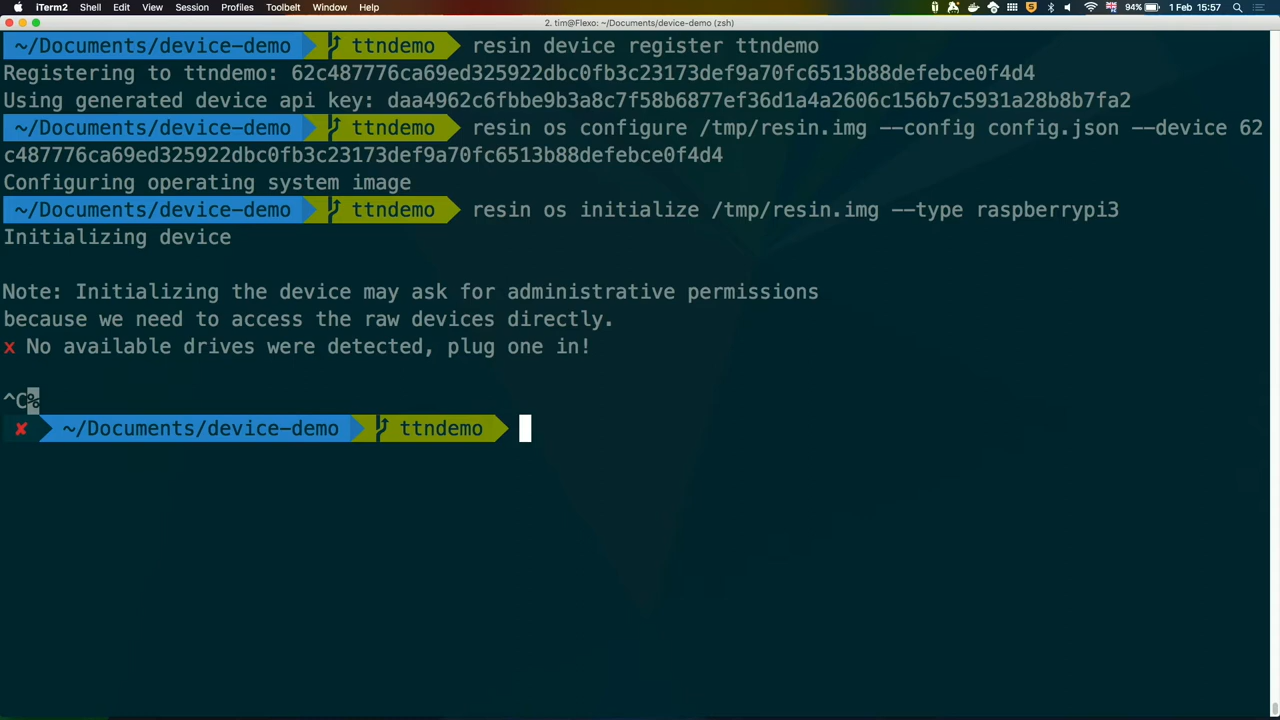 iTerm2 Shell Edit View Session Profiles Toolbelt Window Help 94% 1 Feb 15:57
2. tim@Flexo: ~/Documents/device-demo (zsh)
~/Documents/device-demo ttndemo resin device register ttndemo
Registering to ttndemo: 62c487776ca69ed325922dbc0fb3c23173def9a70fc6513b88defebce0f4d4
Using generated device api key: daa4962c6fbbe9b3a8c7f58b6877ef36d1a4a2606c156b7c5931a28b8b7fa2
~/Documents/device-demo ttndemo resin os configure /tmp/resin.img --config config.json --device 62
c487776ca69ed325922dbc0fb3c23173def9a70fc6513b88defebce0f4d4
Configuring operating system image
~/Documents/device-demo ttndemo resin os initialize /tmp/resin.img --type raspberrypi3
Initializing device
Note: Initializing the device may ask for administrative permissions
because we need to access the raw devices directly.
x No available drives were detected, plug one in!
^C%
✘ ~/Documents/device-demo ttndemo